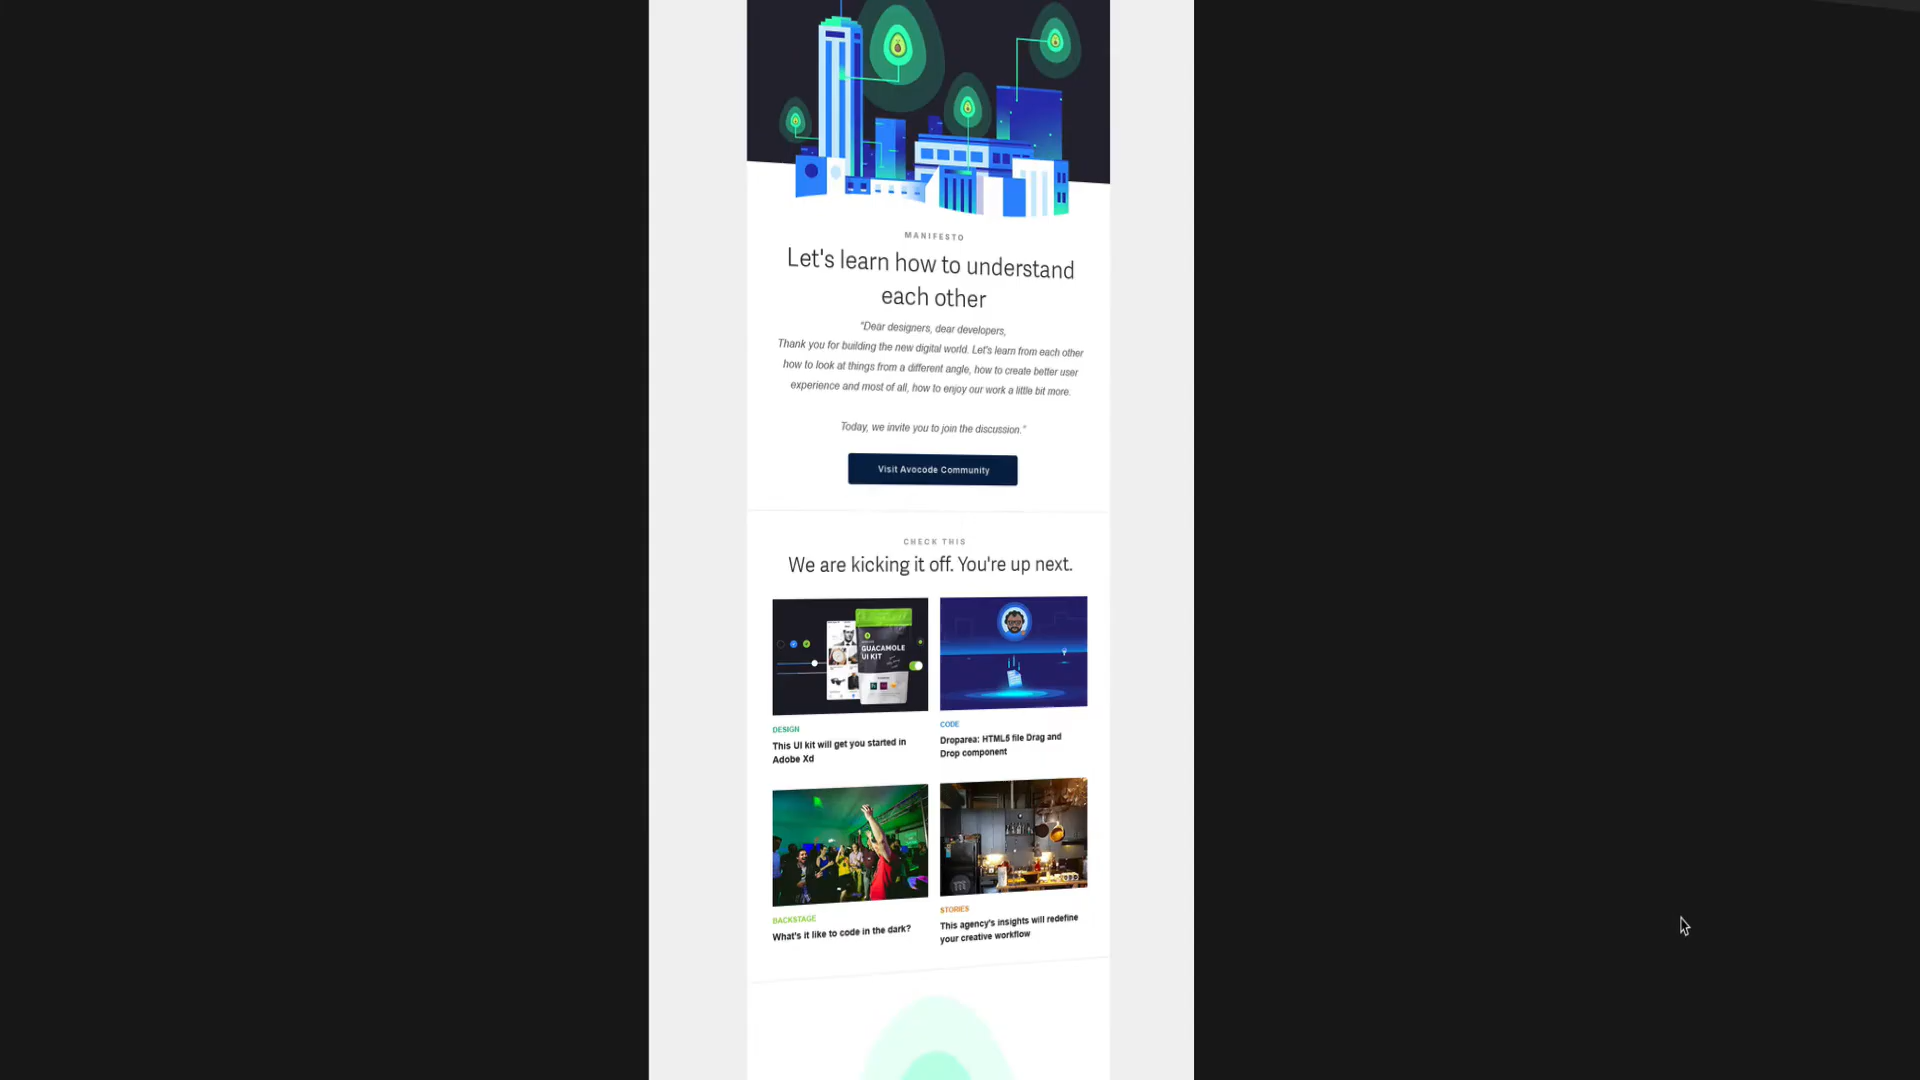 MANIFESTO
Let's learn how to understand
each other
"Dear designers, dear developers,
Thank you for building the new digital world. Let's learn from each other
how to look at things from a different angle, how to create better user
experience and most of all, how to enjoy our work a little bit more.
Today, we invite you to join the discussion."
Visit Avocode Community
CHECK THIS
We are kicking it off. You're up next.
GUACAMOLE
UI KIT
DESIGN
This UI kit will get you started in
Adobe Xd
CODE
Droparea: HTML5 file Drag and
Drop component
BACKSTAGE
What's it like to code in the dark?
STORIES
This agency's insights will redefine
your creative workflow